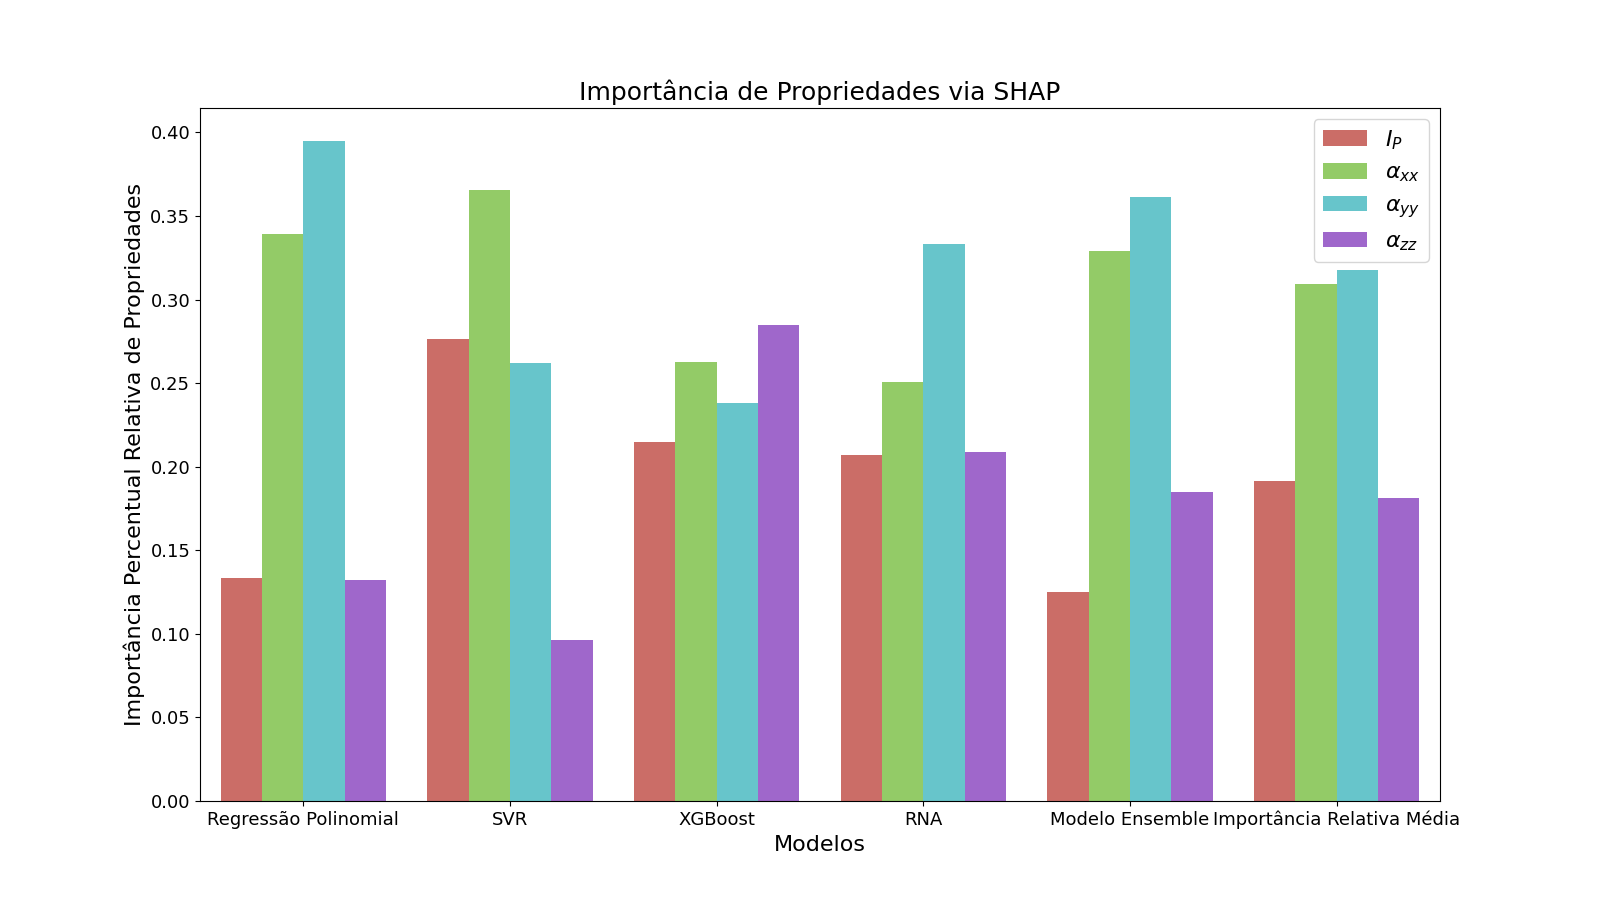 Importância de Propriedades via SHAP
I_P
α_xx
α_yy
α_zz
Importância Percentual Relativa de Propriedades
0.40
0.35
0.30
0.25
0.20
0.15
0.10
0.05
0.00
Regressão Polinomial SVR XGBoost RNA Modelo Ensemble Importância Relativa Média
Modelos